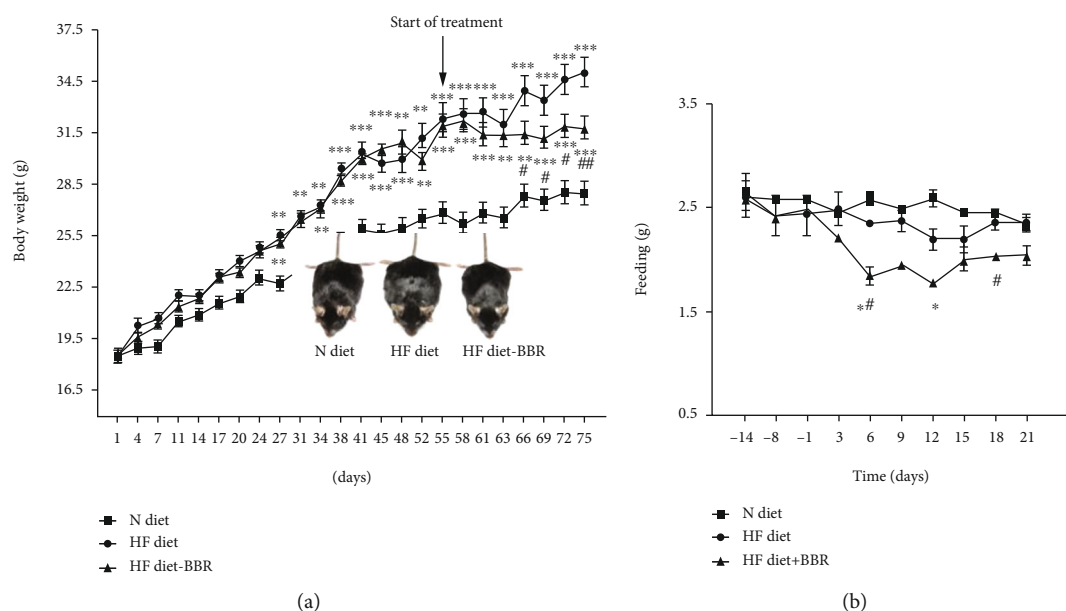 Start of treatment
37.5
34.5
31.5
28.5
25.5
22.5
19.5
16.5
Body weight (g)
** ** ** *** *** *** ** ** *** *** *** *** *** *** *** ***
** ** *** *** *** *** ** *** *** *** ** ** *** *** ***
# # # ##
N diet HF diet HF diet-BBR
1 4 7 11 14 17 20 24 27 31 34 38 41 45 48 52 55 58 61 63 66 69 72 75
(days)
N diet
HF diet
HF diet-BBR
(a)
3.5
2.5
1.5
0.5
Feeding (g)
* # * #
–14 –8 –1 3 6 9 12 15 18 21
Time (days)
N diet
HF diet
HF diet+BBR
(b)